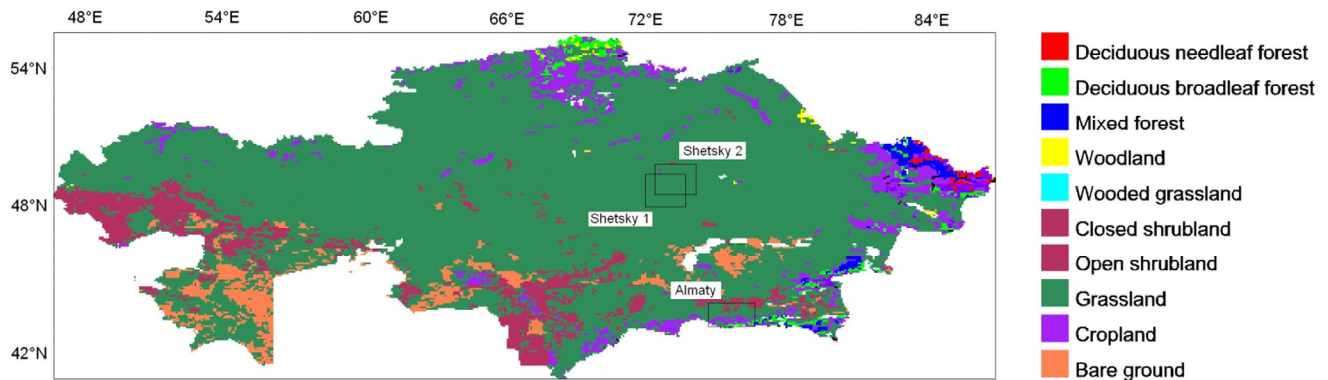 48°E 54°E 60°E 66°E 72°E 78°E 84°E
54°N
48°N
42°N
Shetsky 2
Shetsky 1
Almaty
Deciduous needleaf forest
Deciduous broadleaf forest
Mixed forest
Woodland
Wooded grassland
Closed shrubland
Open shrubland
Grassland
Cropland
Bare ground